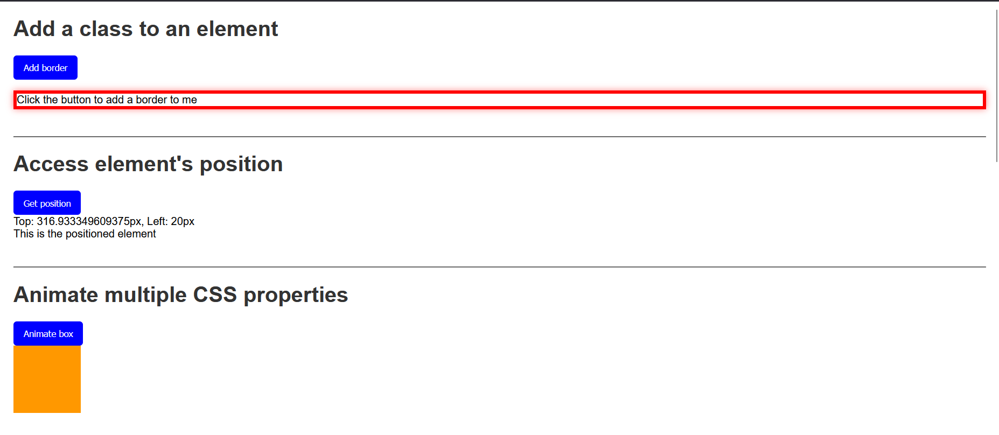 Add a class to an element
Add border
Click the button to add a border to me
Access element's position
Get position
Top: 316.933349609375px, Left: 20px
This is the positioned element
Animate multiple CSS properties
Animate box